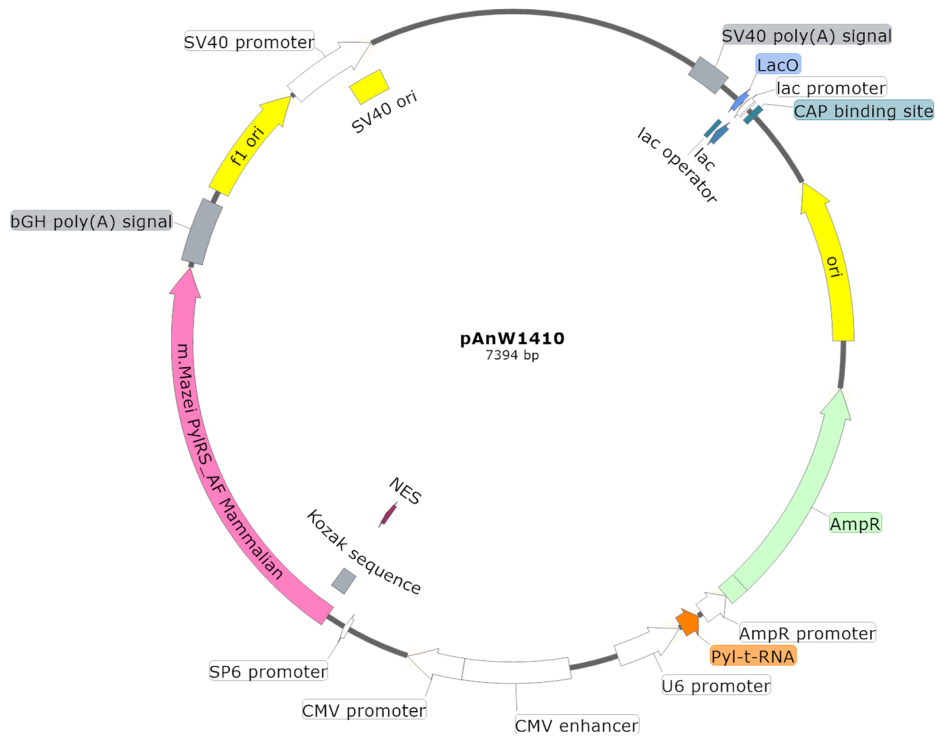 SV40 promoter
SV40 poly(A) signal
LacO
lac promoter
CAP binding site
SV40 ori
f1 ori
lac
lac operator
bGH poly(A) signal
ori
pAnW1410
7394 bp
m.Mazei PylRS_AF Mammalian
NES
Kozak sequence
AmpR
AmpR promoter
Pyl-t-RNA
SP6 promoter
U6 promoter
CMV promoter
CMV enhancer